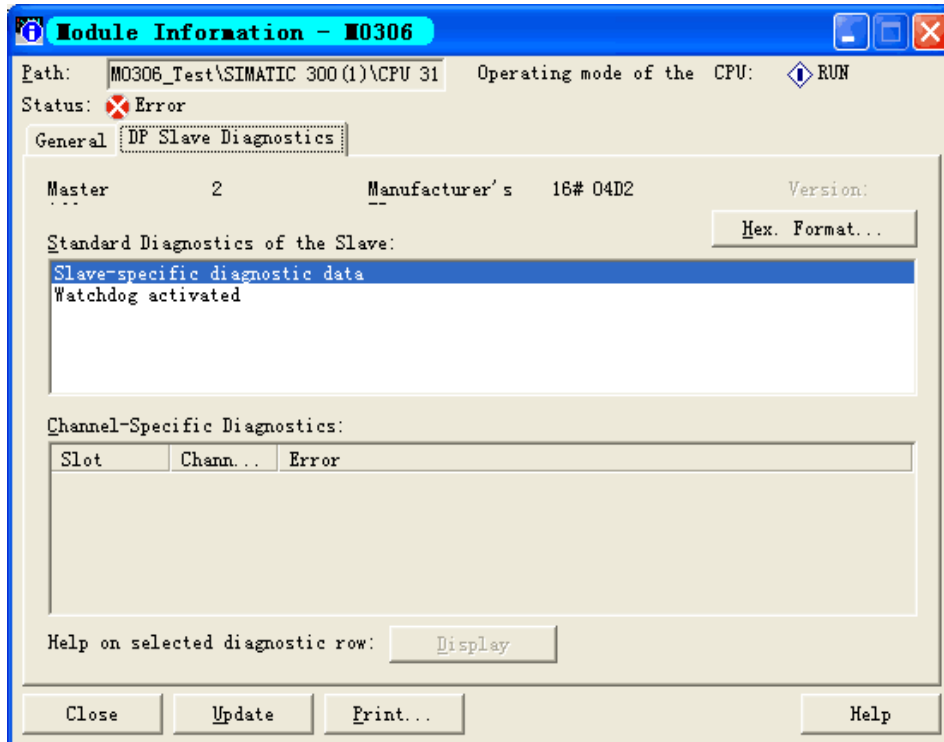 Module Information - M0306
Path: M0306_Test\SIMATIC 300(1)\CPU 31 Operating mode of the CPU: RUN
Status: Error
General DP Slave Diagnostics
Master 2 Manufacturer's 16# 04D2 Version:
Hex. Format...
Standard Diagnostics of the Slave:
Slave-specific diagnostic data
Watchdog activated
Channel-Specific Diagnostics:
Slot Chann... Error
Help on selected diagnostic row: Display
Close Update Print... Help